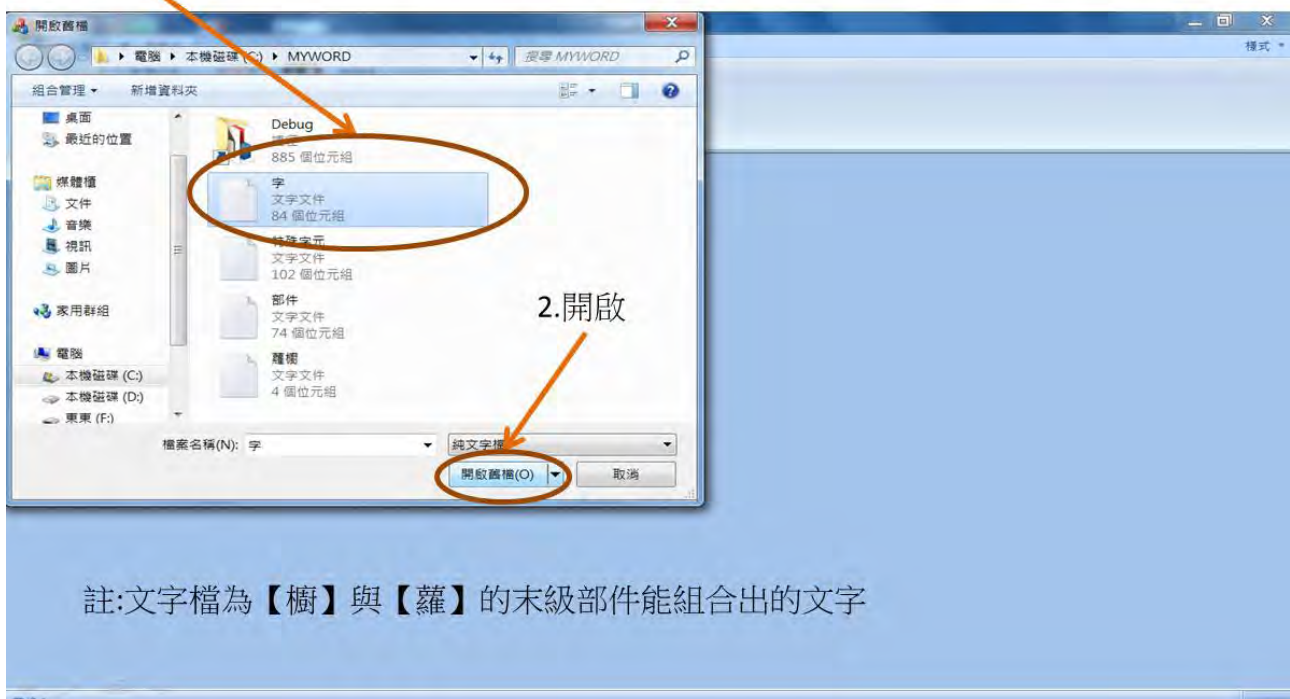 開啟舊檔
電腦 ▸ 本機磁碟 (C:) ▸ MYWORD
搜尋 MYWORD
樣式
組合管理
新增資料夾
桌面
最近的位置
媒體櫃
文件
音樂
視訊
圖片
家用群組
電腦
本機磁碟 (C:)
本機磁碟 (D:)
東東 (F:)
Debug
捷徑
885 個位元組
字
文字文件
84 個位元組
特殊字元
文字文件
102 個位元組
部件
文字文件
74 個位元組
蘿櫥
文字文件
4 個位元組
2.開啟
檔案名稱(N): 字
純文字檔
開啟舊檔(O)
取消
註:文字檔為【櫥】與【蘿】的末級部件能組合出的文字